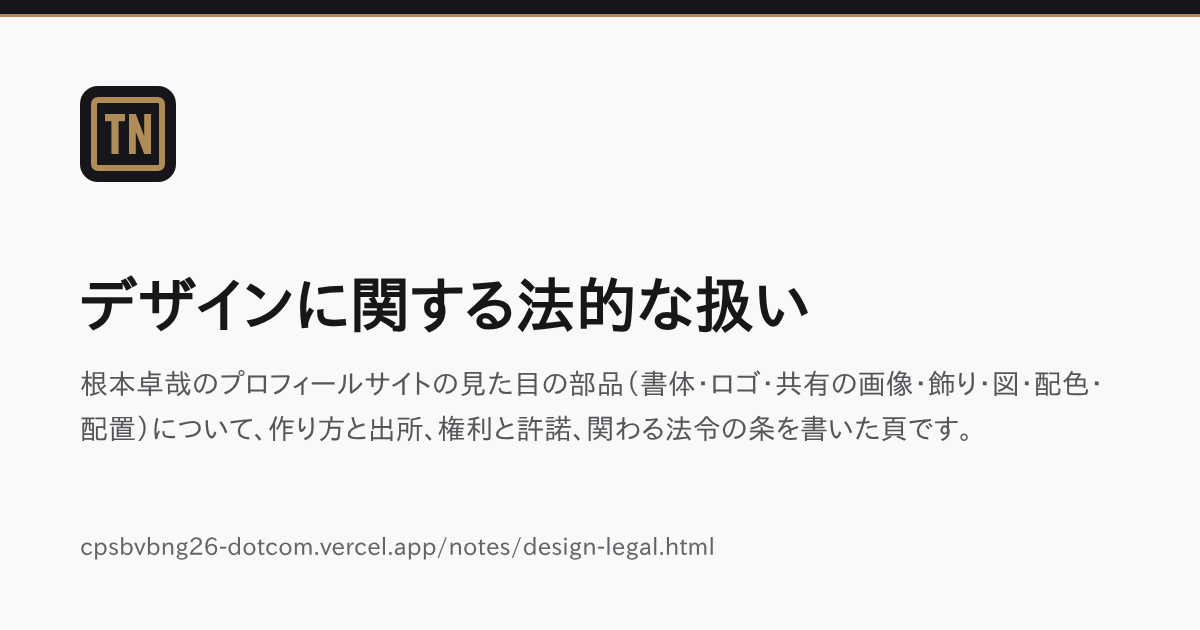 TN
デザインに関する法的な扱い
根本卓哉のプロフィールサイトの見た目の部品（書体・ロゴ・共有の画像・飾り・図・配色・
配置）について、作り方と出所、権利と許諾、関わる法令の条を書いた頁です。
cpsbvbng26-dotcom.vercel.app/notes/design-legal.html